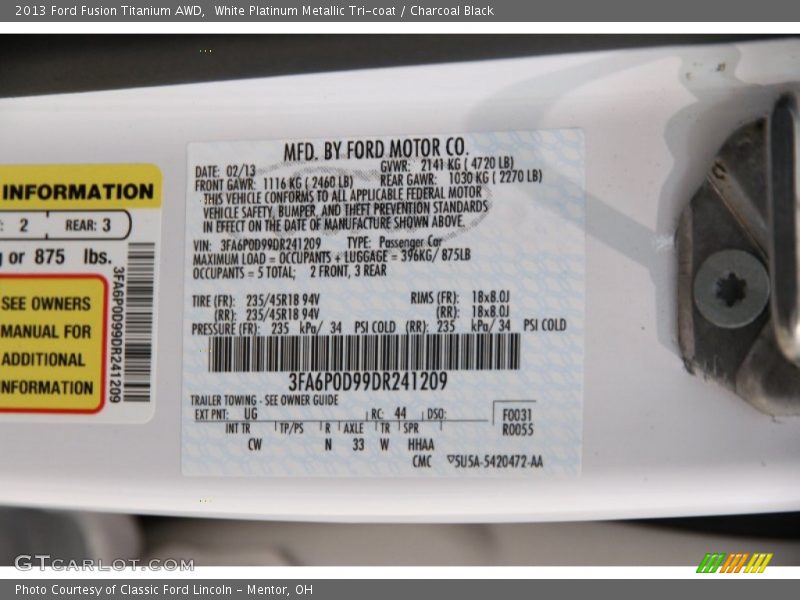 2013 Ford Fusion Titanium AWD,  White Platinum Metallic Tri-coat / Charcoal Black
INFORMATION
: 2 REAR: 3
or 875 lbs.
SEE OWNERS
MANUAL FOR
ADDITIONAL
INFORMATION
3FA6P0D99DR241209
MFD. BY FORD MOTOR CO.
DATE: 02/13 GVWR: 2141 KG ( 4720 LB)
FRONT GAWR: 1116 KG ( 2460 LB) REAR GAWR: 1030 KG ( 2270 LB)
THIS VEHICLE CONFORMS TO ALL APPLICABLE FEDERAL MOTOR
VEHICLE SAFETY, BUMPER, AND THEFT PREVENTION STANDARDS
IN EFFECT ON THE DATE OF MANUFACTURE SHOWN ABOVE.
VIN: 3FA6P0D99DR241209 TYPE: Passenger Car
MAXIMUM LOAD = OCCUPANTS + LUGGAGE = 396KG/ 875LB
OCCUPANTS = 5 TOTAL; 2 FRONT, 3 REAR
TIRE (FR): 235/45R18 94V RIMS (FR): 18x8.0J
(RR): 235/45R18 94V (RR): 18x8.0J
PRESSURE (FR): 235 kPa/ 34 PSI COLD (RR): 235 kPa/ 34 PSI COLD
3FA6P0D99DR241209
TRAILER TOWING - SEE OWNER GUIDE
EXT PNT: UG RC: 44 DSO: F0031
INT TR TP/PS R AXLE TR SPR R0055
CW N 33 W HHAA
CMC 5U5A-5420472-AA
C
GTCARLOT.COM
Photo Courtesy of Classic Ford Lincoln - Mentor, OH